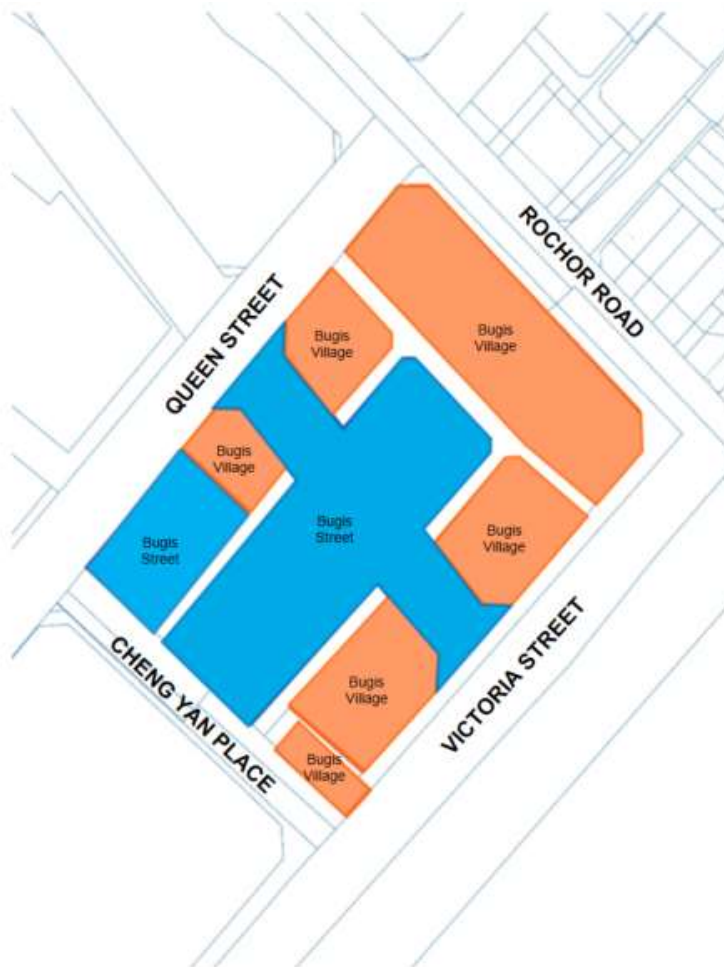 ROCHOR ROAD
QUEEN STREET
Bugis
Village
Bugis
Village
Bugis
Village
Bugis
Street
Bugis
Street
Bugis
Village
Bugis
Village
Bugis
Village
CHENG YAN PLACE
VICTORIA STREET